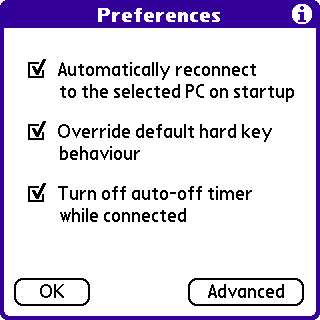 Preferences
Automatically reconnect
to the selected PC on startup
Override default hard key
behaviour
Turn off auto-off timer
while connected
OK
Advanced